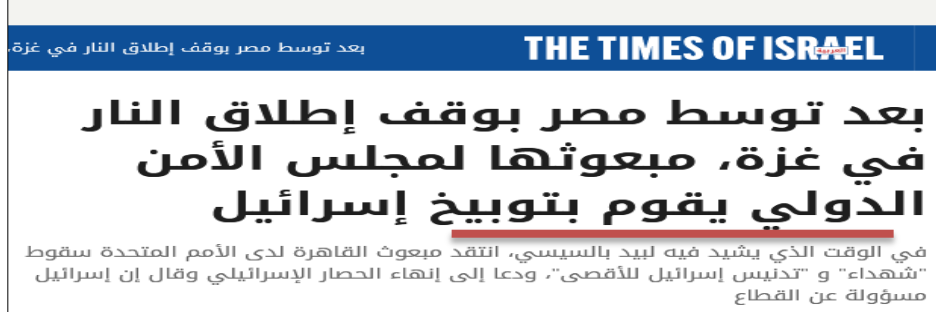 THE TIMES OF ISRAEL
العربية
بعد توسط مصر بوقف إطلاق النار في غزة،
بعد توسط مصر بوقف إطلاق النار
في غزة، مبعوثها لمجلس الأمن
الدولي يقوم بتوبيخ إسرائيل
في الوقت الذي يشيد فيه لبيد بالسيسي، انتقد مبعوث القاهرة لدى الأمم المتحدة سقوط
"شهداء" و "تدنيس إسرائيل للأقصى"، ودعا إلى إنهاء الحصار الإسرائيلي وقال إن إسرائيل
مسؤولة عن القطاع